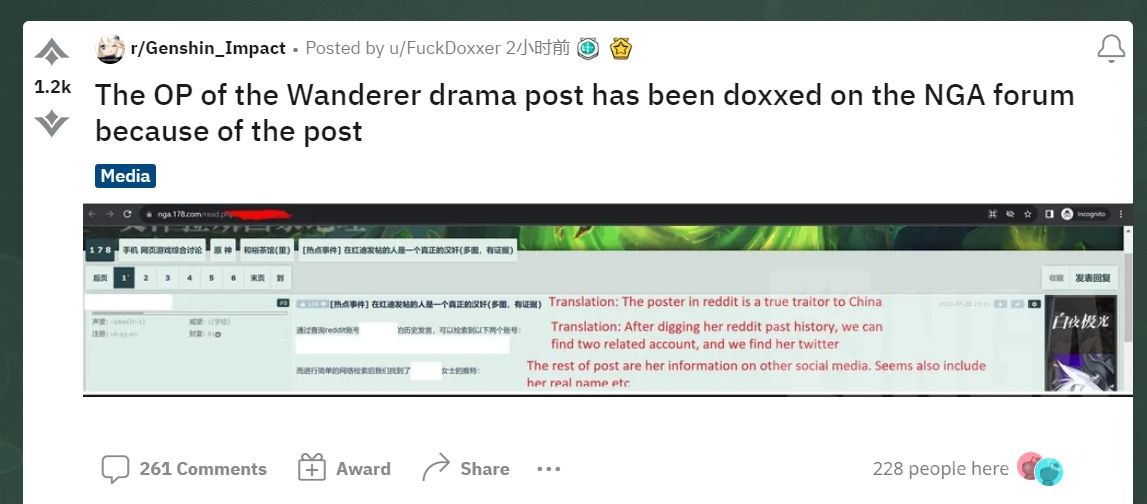 r/Genshin_Impact • Posted by u/FuckDoxxer 2小时前
1.2k
The OP of the Wanderer drama post has been doxxed on the NGA forum
because of the post
Media
nga.178.com/read.php
Incognito
178 手机 网页游戏综合讨论 原神 [热点事件] 在红迪发帖的人是一个真正的汉奸(多图，有证据)
后页 1 2 3 4 5 6 末页 到 收藏 发表回复
[热点事件] 在红迪发帖的人是一个真正的汉奸(多图，有证据) Translation: The poster in reddit is a true traitor to China
通过查询reddit账号 的历史发言，可以检索到以下两个账号: Translation: After digging her reddit past history, we can
find two related account, and we find her twitter
而进行简单的网络检索后我们找到了 女士的推特: The rest of post are her information on other social media. Seems also include
her real name etc
白夜极光
261 Comments Award Share ••• 228 people here